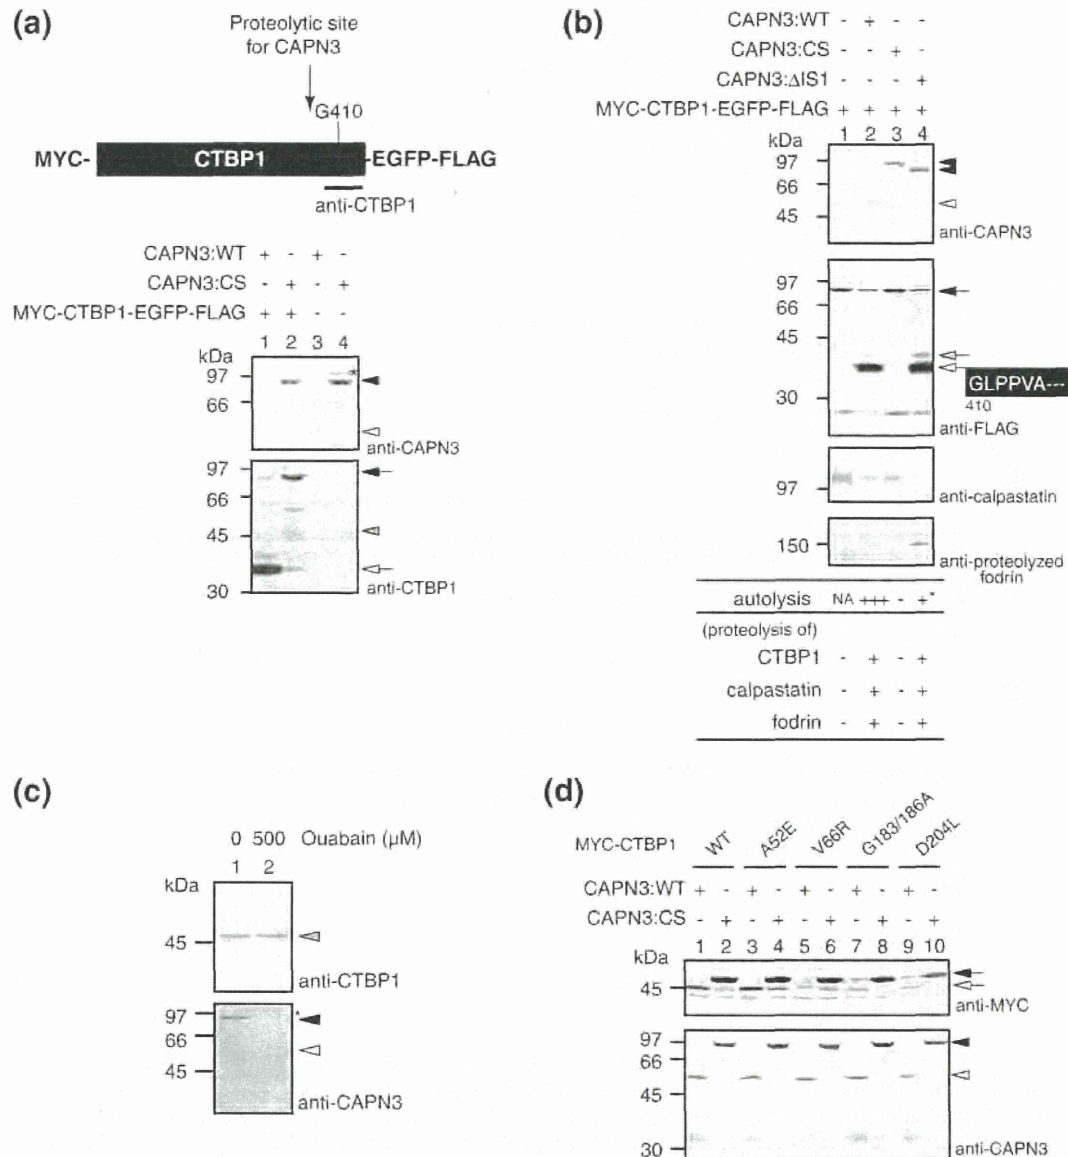 (a)
Proteolytic site
for CAPN3
G410
MYC- CTBP1 -EGFP-FLAG
anti-CTBP1
CAPN3:WT + - + -
CAPN3:CS - + - +
MYC-CTBP1-EGFP-FLAG + + - -
1 2 3 4
kDa
97 *
66
anti-CAPN3
97
66
45
30
anti-CTBP1
(b)
CAPN3:WT - + - -
CAPN3:CS - - + -
CAPN3:ΔIS1 - - - +
MYC-CTBP1-EGFP-FLAG + + + +
kDa 1 2 3 4
97
66
45
anti-CAPN3
97
66
45
30
GLPPVA---
410
anti-FLAG
97
anti-calpastatin
150
anti-proteolyzed
fodrin
autolysis NA +++ - +*
(proteolysis of)
CTBP1 - + - +
calpastatin - + - +
fodrin - + - +
(c)
0 500 Ouabain (μM)
1 2
kDa
45
anti-CTBP1
97 *
66
45
anti-CAPN3
(d)
MYC-CTBP1 WT A52E V66R G183/186A D204L
CAPN3:WT + - + - + - + - + -
CAPN3:CS - + - + - + - + - +
1 2 3 4 5 6 7 8 9 10
kDa
45
anti-MYC
97
66
45
30
anti-CAPN3